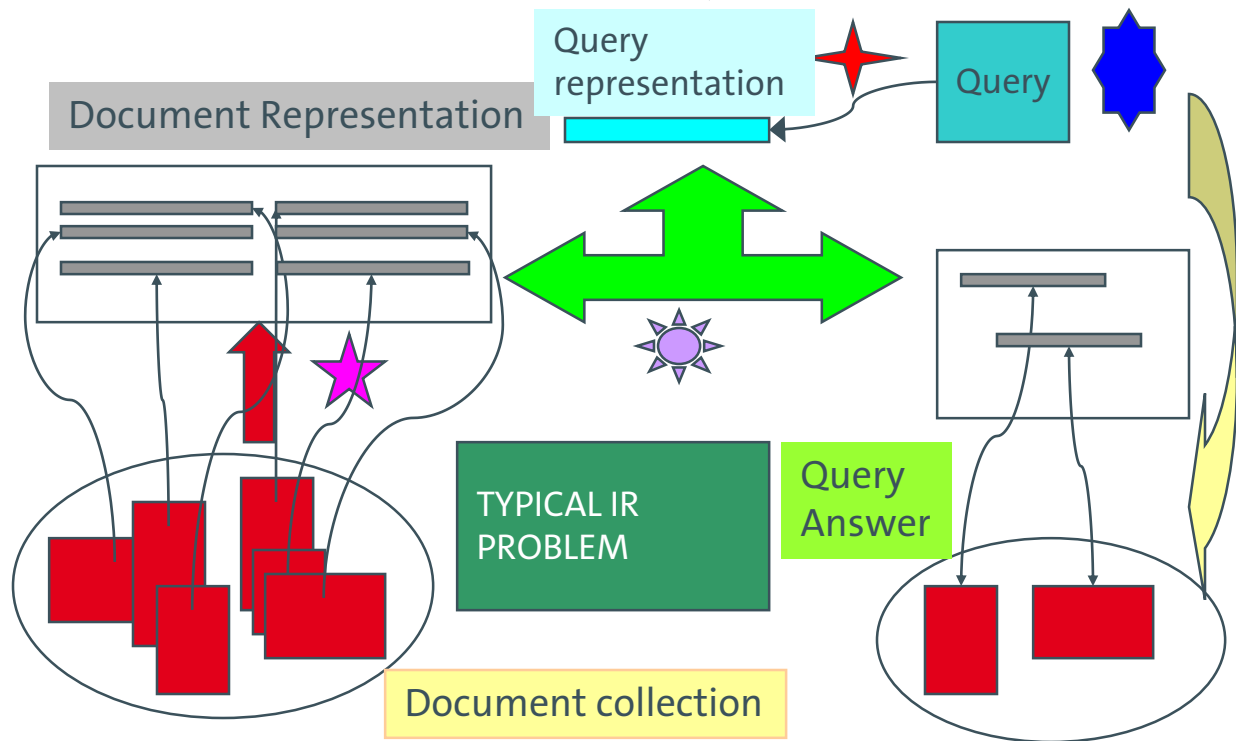 Query
representation
Query
Document Representation
TYPICAL IR
PROBLEM
Query
Answer
Document collection